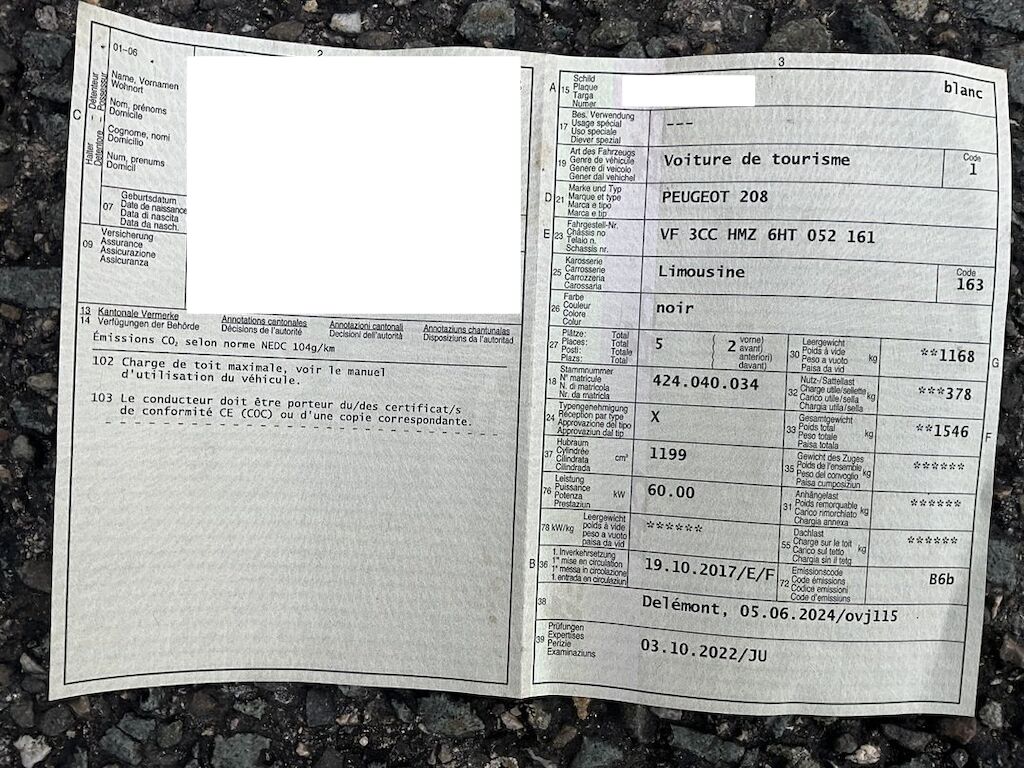 2
01-06
C
Halter - Detenteur
Detentore - Possessur
Name, Vornamen
Wohnort
Nom, prénoms
Domicile
Cognome, nomi
Domicilio
Num, prenums
Domicil
07
Geburtsdatum
Date de naissance
Data di nascita
Data da nasch.
09
Versicherung
Assurance
Assicurazione
Assicuranza
13 Kantonale Vermerke Annotations cantonales Annotazioni cantonali Annotaziuns chantunalas
14 Verfügungen der Behörde Décisions de l'autorité Decisioni dell'autorità Disposiziuns da l'autoritad
Émissions CO₂ selon norme NEDC 104g/km
102 Charge de toit maximale, voir le manuel
d'utilisation du véhicule.
103 Le conducteur doit être porteur du/des certificat/s
de conformité CE (COC) ou d'une copie correspondante.
3
A 15
Schild
Plaque
Targa
Numer
blanc
17
Bes. Verwendung
Usage spécial
Uso speciale
Diever spezial
---
19
Art des Fahrzeugs
Genre de véhicule
Genere di veicolo
Gener dal vehichel
Voiture de tourisme
Code
1
D 21
Marke und Typ
Marque et type
Marca e tipo
Marca e tip
PEUGEOT 208
E 23
Fahrgestell-Nr.
Châssis no
Telaio n.
Schassis nr.
VF 3CC HMZ 6HT 052 161
25
Karosserie
Carrosserie
Carrozzeria
Carossaria
Limousine
Code
163
26
Farbe
Couleur
Colore
Colur
noir
27
Plätze: Total
Places: Total
Posti: Totale
Plazs: Total
5
2
vorne)
avant)
anteriori)
davant)
30
Leergewicht
Poids à vide
Peso a vuoto
Paisa da vid
kg
**1168
G
18
Stammnummer
N° matricule
N. di matricola
Nr. da matricla
424.040.034
32
Nutz-/Sattellast
Charge utile/sellette
Carico utile/sella
Chargia utila/sella
kg
***378
24
Typengenehmigung
Réception par type
Approvazione del tipo
Approvaziun dal tip
X
33
Gesamtgewicht
Poids total
Peso totale
Paisa totala
kg
**1546
F
37
Hubraum
Cylindrée
Cilindrata
Cilindrada
cm³
1199
35
Gewicht des Zuges
Poids de l'ensemble
Peso del convoglio
Paisa cumposiziun
kg
******
76
Leistung
Puissance
Potenza
Prestaziun
kW
60.00
31
Anhängelast
Poids remorquable
Carico rimorchiato
Chargia annexa
kg
******
78 kW/kg
Leergewicht
poids à vide
peso a vuoto
paisa da vid
******
55
Dachlast
Charge sur le toit
Carico sul tetto
Chargia sin il tetg
kg
******
B 36
1. Inverkehrsetzung
1re mise en circulation
1a messa in circolazione
1. entrada en circulaziun
19.10.2017/E/F
72
Emissionscode
Code émissions
Codice emissioni
Code d'emissiuns
B6b
38
Delémont, 05.06.2024/ovj115
39
Prüfungen
Expertises
Perizie
Examinaziuns
03.10.2022/JU